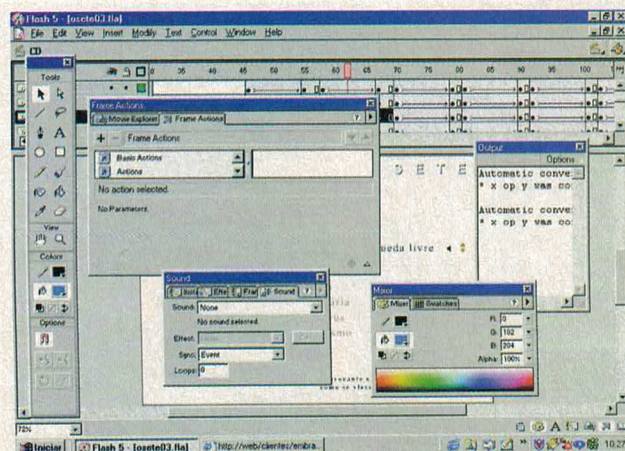 Flash 5 - [osete03.fla]
File Edit View Insert Modify Text Control Window Help
Tools
35 40 45 50 55 60 65 70 75 80 85 90 95 100
Frame Actions
Movie Explorer Frame Actions
Frame Actions
Basic Actions
Actions
No action selected.
No Parameters.
View
Colors
Options
Output
Options
Automatic conve
* x op y was co
Automatic conve
* x op y was co
S E T E
ueda livre
Sound
Sound
Sound: None
No sound selected.
Effect:
Sync: Event
Loops: 0
Mixer
Mixer Swatches
R: 0
G: 102
B: 204
Alpha: 100%
72%
Iniciar Flash 5 - [osete03.fla] http://web/clientes/embra... 10:27